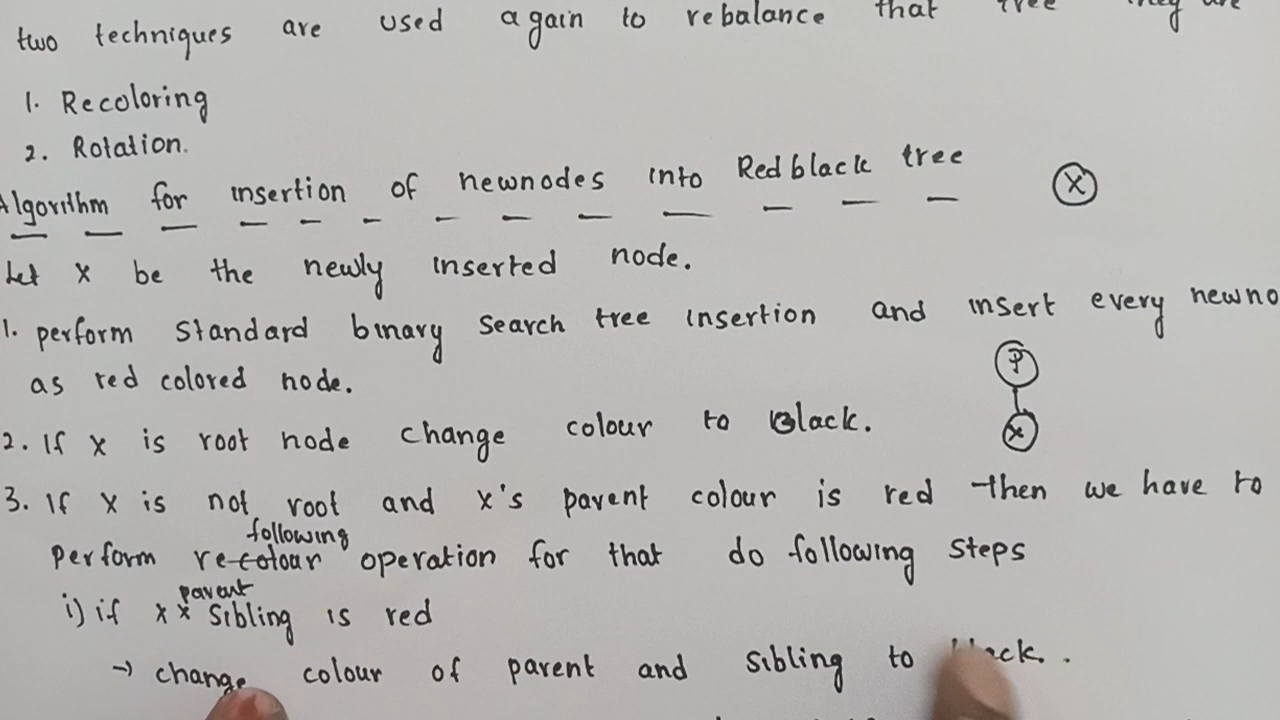 two techniques are used again to rebalance that tree they are
1. Recoloring
2. Rotation.
Algorithm for insertion of newnodes into Redblack tree
X
Let x be the newly inserted node.
1. perform standard binary search tree insertion and insert every newno
as red colored node.
P
2. If x is root node change colour to Black.
x
3. If x is not root and x's parent colour is red then we have to
following
perform recolour operation for that do following steps
parent
i) if x x sibling is red
→ change colour of parent and sibling to black.